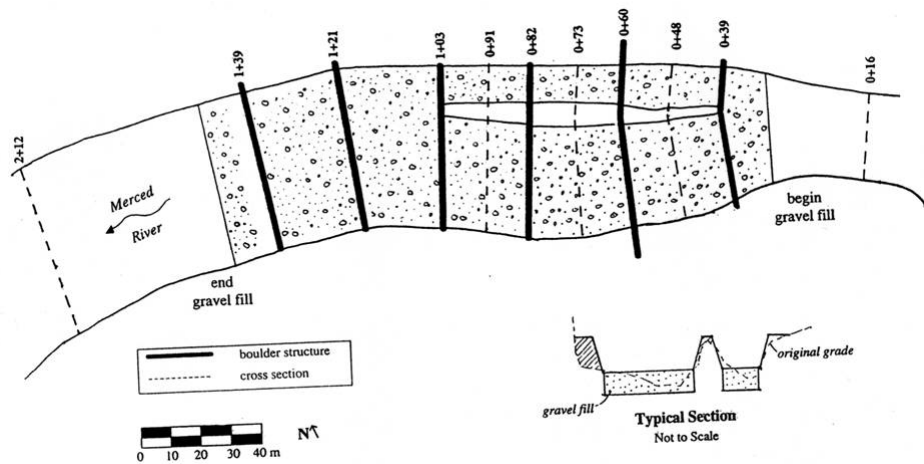 2+12
1+39
1+21
1+03
0+91
0+82
0+73
0+60
0+48
0+39
0+16
Merced
River
begin
gravel fill
end
gravel fill
boulder structure
cross section
0 10 20 30 40 m
N
original grade
gravel fill
Typical Section
Not to Scale